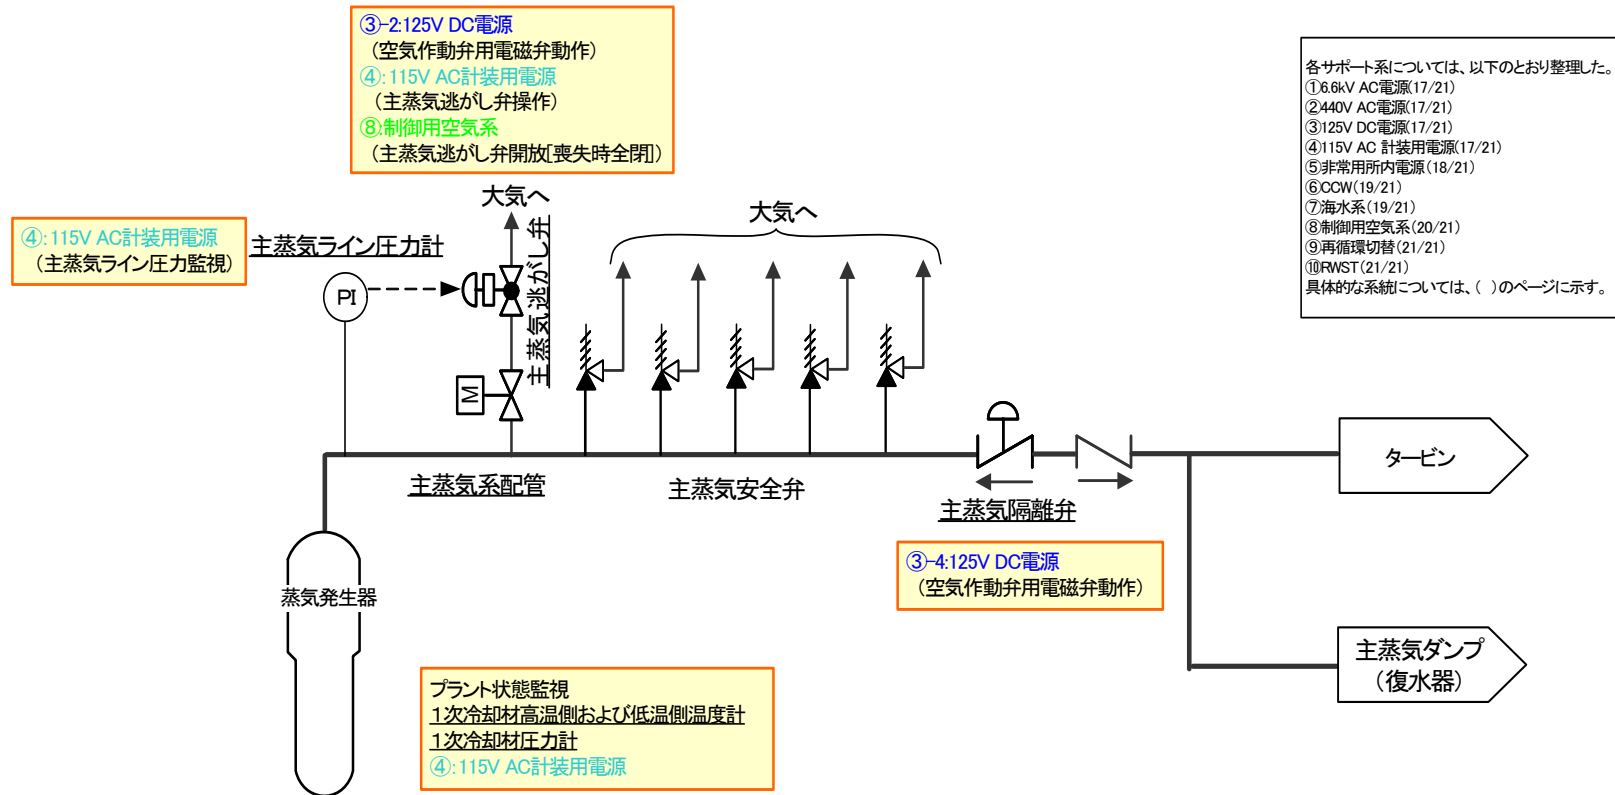 ③-2:125V DC電源
(空気作動弁用電磁弁動作)
④:115V AC計装用電源
(主蒸気逃がし弁操作)
⑧:制御用空気系
(主蒸気逃がし弁開放[喪失時全閉])
各サポート系については、以下のとおり整理した。
①6.6kV AC電源(17/21)
②440V AC電源(17/21)
③125V DC電源(17/21)
④115V AC 計装用電源(17/21)
⑤非常用所内電源(18/21)
⑥CCW(19/21)
⑦海水系(19/21)
⑧制御用空気系(20/21)
⑨再循環切替(21/21)
⑩RWST(21/21)
具体的な系統については、( )のページに示す。
大気へ
大気へ
④:115V AC計装用電源
(主蒸気ライン圧力監視)
主蒸気ライン圧力計
主蒸気逃がし弁
PI
M
主蒸気系配管
主蒸気安全弁
主蒸気隔離弁
タービン
③-4:125V DC電源
(空気作動弁用電磁弁動作)
蒸気発生器
主蒸気ダンプ
(復水器)
プラント状態監視
1次冷却材高温側および低温側温度計
1次冷却材圧力計
④:115V AC計装用電源